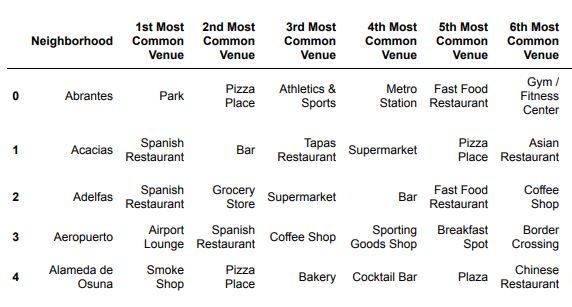 Neighborhood 1st Most Common Venue 2nd Most Common Venue 3rd Most Common Venue 4th Most Common Venue 5th Most Common Venue 6th Most Common Venue
0 Abrantes Park Pizza Place Athletics & Sports Metro Station Fast Food Restaurant Gym / Fitness Center
1 Acacias Spanish Restaurant Bar Tapas Restaurant Supermarket Pizza Place Asian Restaurant
2 Adelfas Spanish Restaurant Grocery Store Supermarket Bar Fast Food Restaurant Coffee Shop
3 Aeropuerto Airport Lounge Spanish Restaurant Coffee Shop Sporting Goods Shop Breakfast Spot Border Crossing
4 Alameda de Osuna Smoke Shop Pizza Place Bakery Cocktail Bar Plaza Chinese Restaurant